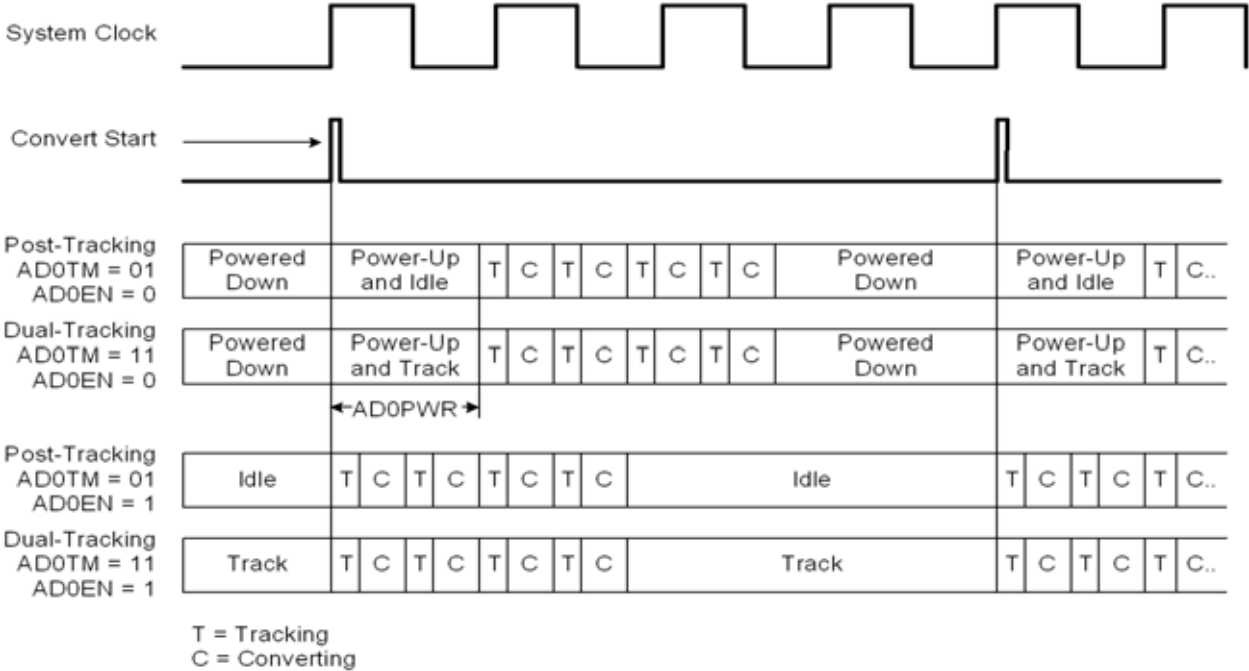 System Clock
Convert Start
Post-Tracking
AD0TM = 01
AD0EN = 0
Powered
Down
Power-Up
and Idle
T C T C T C T C
Powered
Down
Power-Up
and Idle
T C..
Dual-Tracking
AD0TM = 11
AD0EN = 0
Powered
Down
Power-Up
and Track
T C T C T C T C
Powered
Down
Power-Up
and Track
T C..
AD0PWR
Post-Tracking
AD0TM = 01
AD0EN = 1
Idle
T C T C T C T C
Idle
T C T C T C..
Dual-Tracking
AD0TM = 11
AD0EN = 1
Track
T C T C T C T C
Track
T C T C T C..
T = Tracking
C = Converting